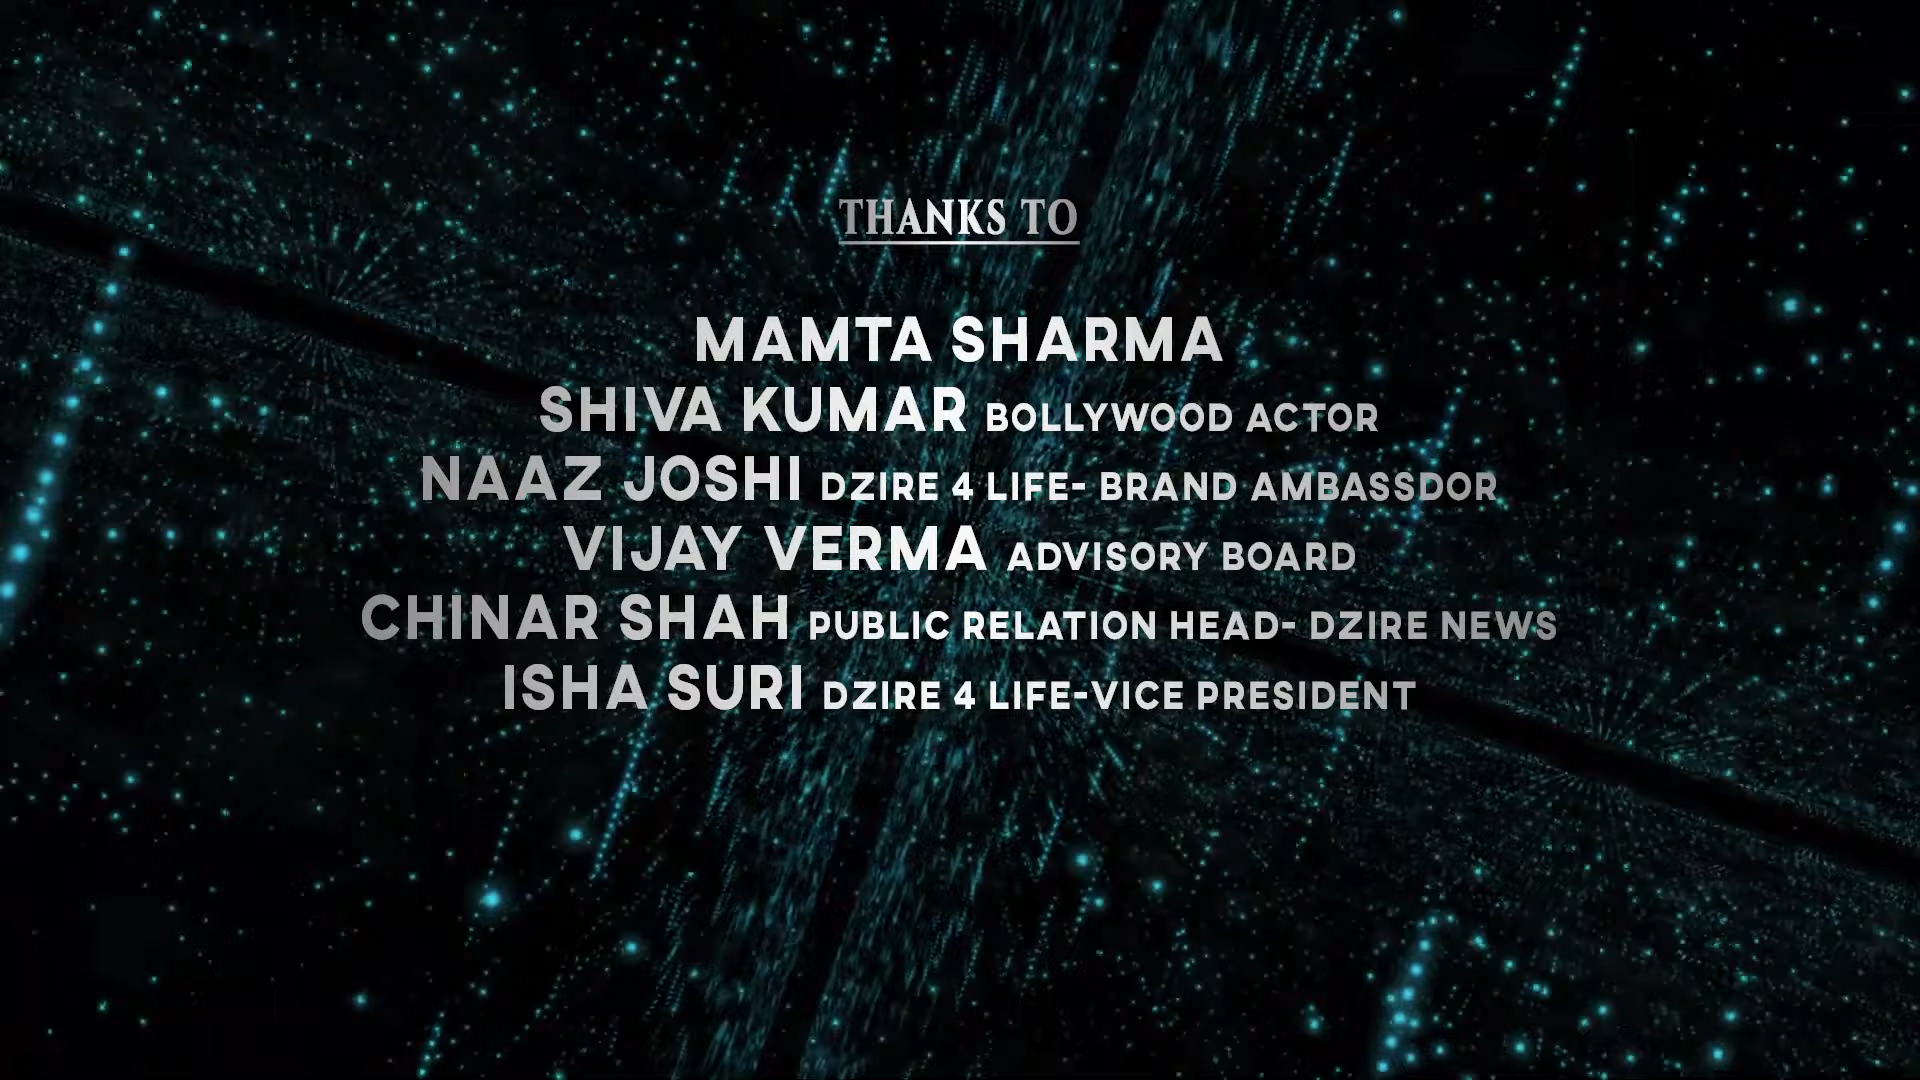 THANKS TO
MAMTA SHARMA
SHIVA KUMAR BOLLYWOOD ACTOR
NAAZ JOSHI DZIRE 4 LIFE- BRAND AMBASSDOR
VIJAY VERMA ADVISORY BOARD
CHINAR SHAH PUBLIC RELATION HEAD- DZIRE NEWS
ISHA SURI DZIRE 4 LIFE-VICE PRESIDENT